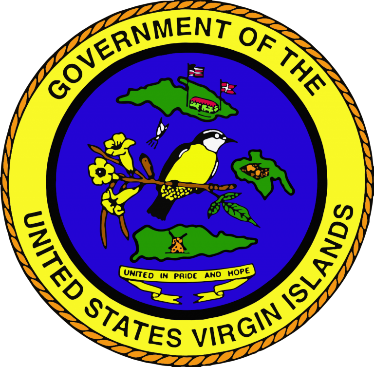 GOVERNMENT OF THE
UNITED STATES VIRGIN ISLANDS
UNITED IN PRIDE AND HOPE